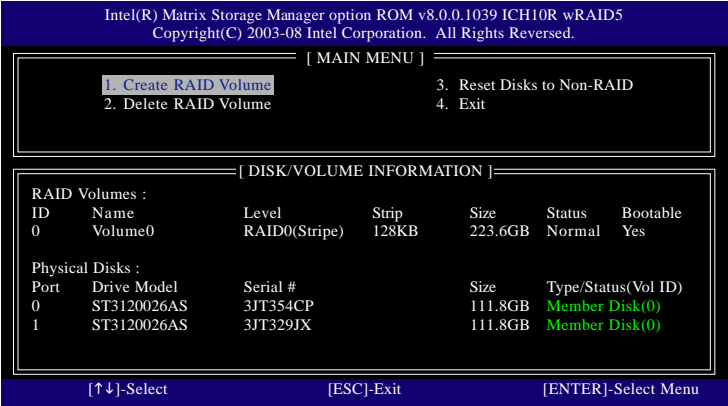 Intel(R) Matrix Storage Manager option ROM v8.0.0.1039 ICH10R wRAID5
Copyright(C) 2003-08 Intel Corporation. All Rights Reversed.
[ MAIN MENU ]
1. Create RAID Volume 3. Reset Disks to Non-RAID
2. Delete RAID Volume 4. Exit
[ DISK/VOLUME INFORMATION ]
RAID Volumes :
ID Name Level Strip Size Status Bootable
0 Volume0 RAID0(Stripe) 128KB 223.6GB Normal Yes
Physical Disks :
Port Drive Model Serial # Size Type/Status(Vol ID)
0 ST3120026AS 3JT354CP 111.8GB Member Disk(0)
1 ST3120026AS 3JT329JX 111.8GB Member Disk(0)
[↑↓]-Select [ESC]-Exit [ENTER]-Select Menu